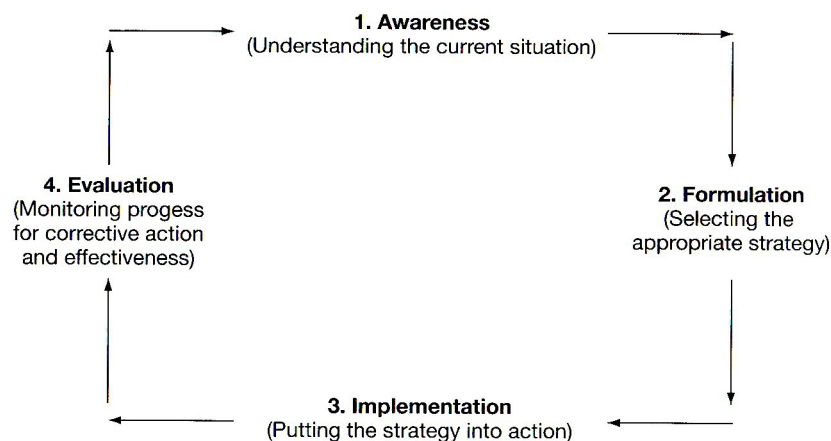 1. Awareness
(Understanding the current situation)
2. Formulation
(Selecting the
appropriate strategy)
3. Implementation
(Putting the strategy into action)
4. Evaluation
(Monitoring progess
for corrective action
and effectiveness)